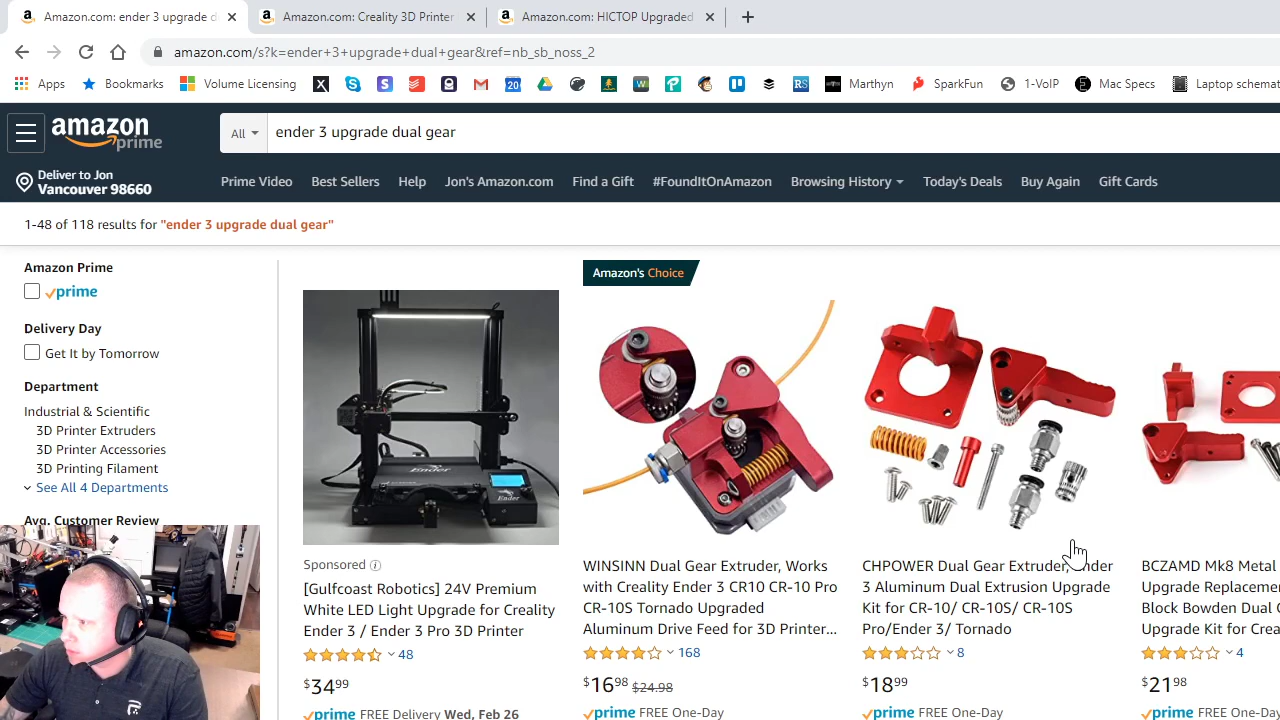 Amazon.com: ender 3 upgrade d
Amazon.com: Creality 3D Printer
Amazon.com: HICTOP Upgraded
amazon.com/s?k=ender+3+upgrade+dual+gear&ref=nb_sb_noss_2
Apps
Bookmarks
Volume Licensing
20
RS
Marthyn
SparkFun
1-VoIP
Mac Specs
Laptop schemat
amazon
prime
All
ender 3 upgrade dual gear
Deliver to Jon
Vancouver 98660
Prime Video
Best Sellers
Help
Jon's Amazon.com
Find a Gift
#FoundItOnAmazon
Browsing History
Today's Deals
Buy Again
Gift Cards
1-48 of 118 results for "ender 3 upgrade dual gear"
Amazon Prime
prime
Delivery Day
Get It by Tomorrow
Department
Industrial & Scientific
3D Printer Extruders
3D Printer Accessories
3D Printing Filament
See All 4 Departments
Avg. Customer Review
Ender
Sponsored
[Gulfcoast Robotics] 24V Premium
White LED Light Upgrade for Creality
Ender 3 / Ender 3 Pro 3D Printer
48
$34 99
prime FREE Delivery Wed, Feb 26
Amazon's Choice
WINSINN Dual Gear Extruder, Works
with Creality Ender 3 CR10 CR-10 Pro
CR-10S Tornado Upgraded
Aluminum Drive Feed for 3D Printer...
168
$16 98 $24.98
prime FREE One-Day
CHPOWER Dual Gear Extruder, Ender
3 Aluminum Dual Extrusion Upgrade
Kit for CR-10/ CR-10S/ CR-10S
Pro/Ender 3/ Tornado
8
$18 99
prime FREE One-Day
BCZAMD Mk8 Metal
Upgrade Replaceme
Block Bowden Dual
Upgrade Kit for Crea
4
$21 98
prime FREE One-Day